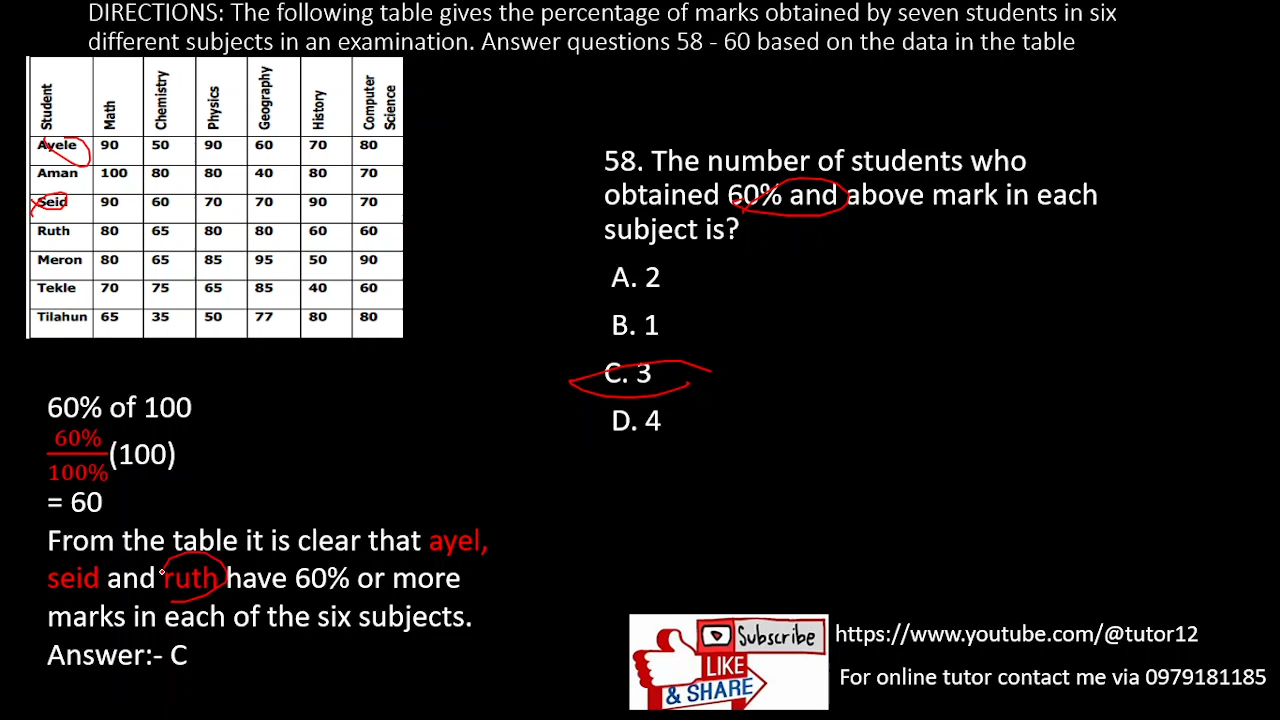 DIRECTIONS: The following table gives the percentage of marks obtained by seven students in six
different subjects in an examination. Answer questions 58 - 60 based on the data in the table
Student Math Chemistry Physics Geography History Computer Science
Ayele 90 50 90 60 70 80
Aman 100 80 80 40 80 70
Seid 90 60 70 70 90 70
Ruth 80 65 80 80 60 60
Meron 80 65 85 95 50 90
Tekle 70 75 65 85 40 60
Tilahun 65 35 50 77 80 80
58. The number of students who
obtained 60% and above mark in each
subject is?
A. 2
B. 1
C. 3
D. 4
60% of 100
60%
100% (100)
= 60
From the table it is clear that ayel,
seid and ruth have 60% or more
marks in each of the six subjects.
Answer:- C
Subscribe
LIKE
& SHARE
https://www.youtube.com/@tutor12
For online tutor contact me via 0979181185